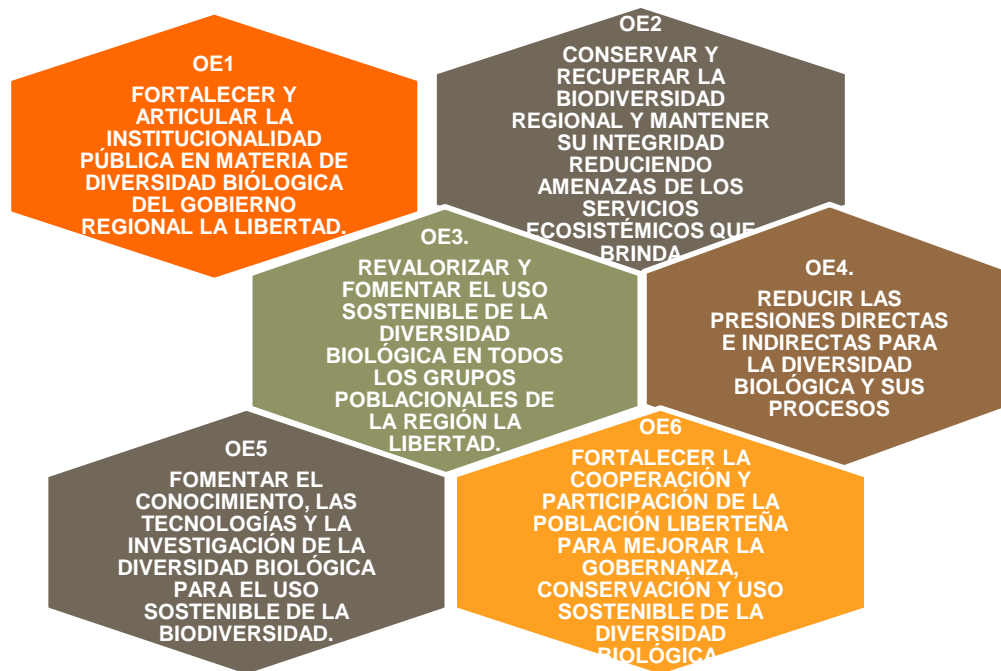 OE1
FORTALECER Y
ARTICULAR LA
INSTITUCIONALIDAD
PÚBLICA EN MATERIA DE
DIVERSIDAD BIÓLOGICA
DEL GOBIERNO
REGIONAL LA LIBERTAD.
OE2
CONSERVAR Y
RECUPERAR LA
BIODIVERSIDAD
REGIONAL Y MANTENER
SU INTEGRIDAD
REDUCIENDO
AMENAZAS DE LOS
SERVICIOS
ECOSISTÉMICOS QUE
BRINDA
OE3.
REVALORIZAR Y
FOMENTAR EL USO
SOSTENIBLE DE LA
DIVERSIDAD
BIOLÓGICA EN TODOS
LOS GRUPOS
POBLACIONALES DE
LA REGIÓN LA
LIBERTAD.
OE4.
REDUCIR LAS
PRESIONES DIRECTAS
E INDIRECTAS PARA
LA DIVERSIDAD
BIOLÓGICA Y SUS
PROCESOS
OE5
FOMENTAR EL
CONOCIMIENTO, LAS
TECNOLOGÍAS Y LA
INVESTIGACIÓN DE LA
DIVERSIDAD BIOLÓGICA
PARA EL USO
SOSTENIBLE DE LA
BIODIVERSIDAD.
OE6
FORTALECER LA
COOPERACIÓN Y
PARTICIPACIÓN DE LA
POBLACIÓN LIBERTEÑA
PARA MEJORAR LA
GOBERNANZA,
CONSERVACIÓN Y USO
SOSTENIBLE DE LA
DIVERSIDAD
BIOLÓGICA